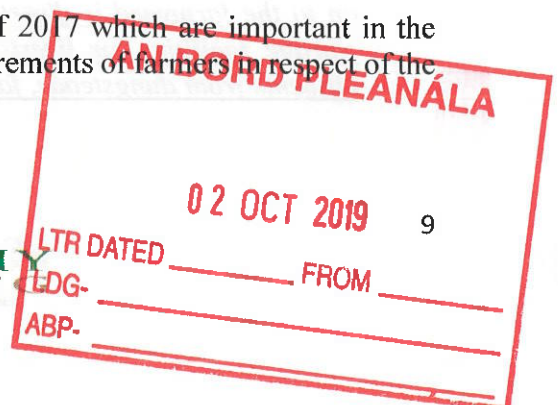 f 2017 which are important in the
rements of farmers in respect of the
AN BORD PLEANÁLA
02 OCT 2019
9
LTR DATED FROM
LDG-
ABP-
Y